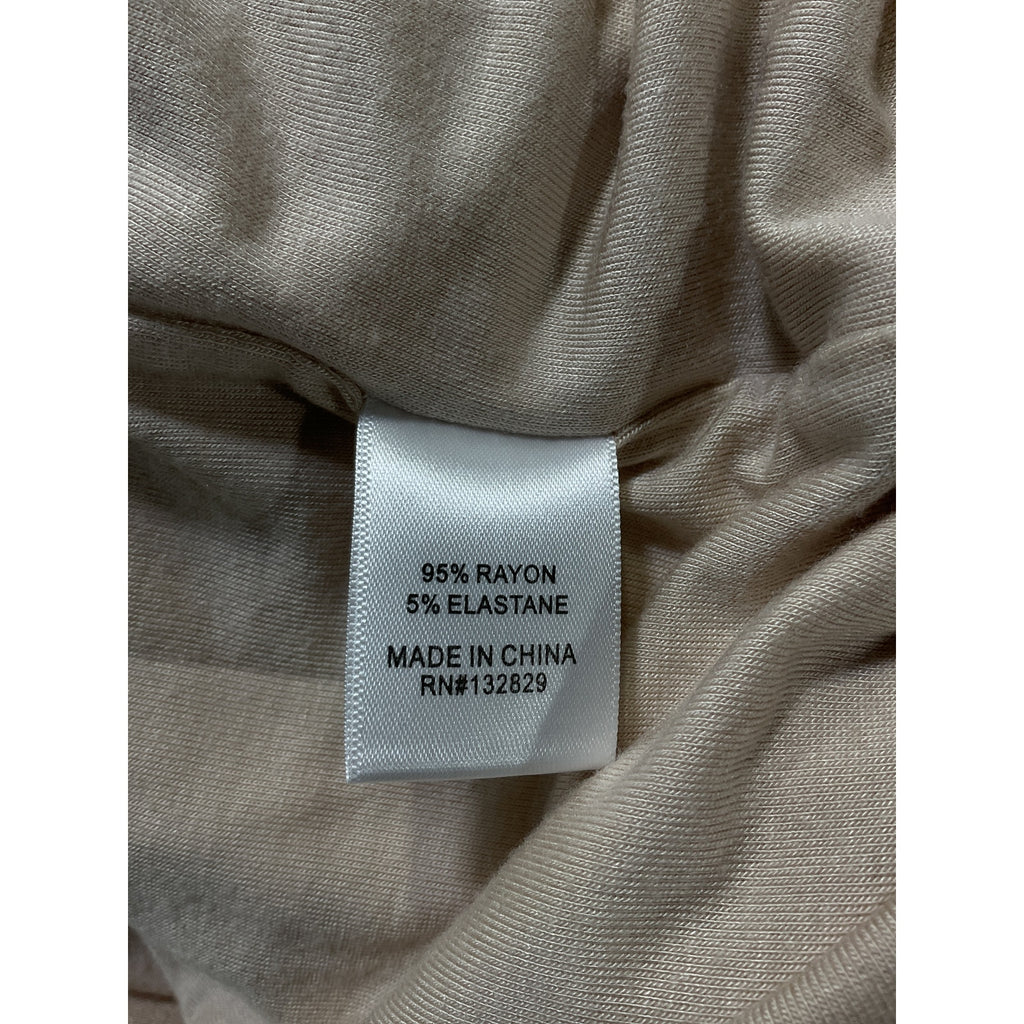 95% RAYON
5% ELASTANE
MADE IN CHINA
RN#132829